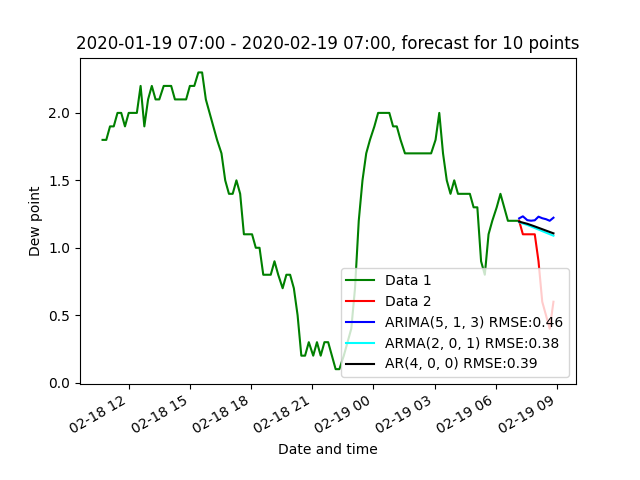 2020-01-19 07:00 - 2020-02-19 07:00, forecast for 10 points
Dew point
2.0
1.5
1.0
0.5
0.0
Data 1
Data 2
ARIMA(5, 1, 3) RMSE:0.46
ARMA(2, 0, 1) RMSE:0.38
AR(4, 0, 0) RMSE:0.39
02-18 12
02-18 15
02-18 18
02-18 21
02-19 00
02-19 03
02-19 06
02-19 09
Date and time